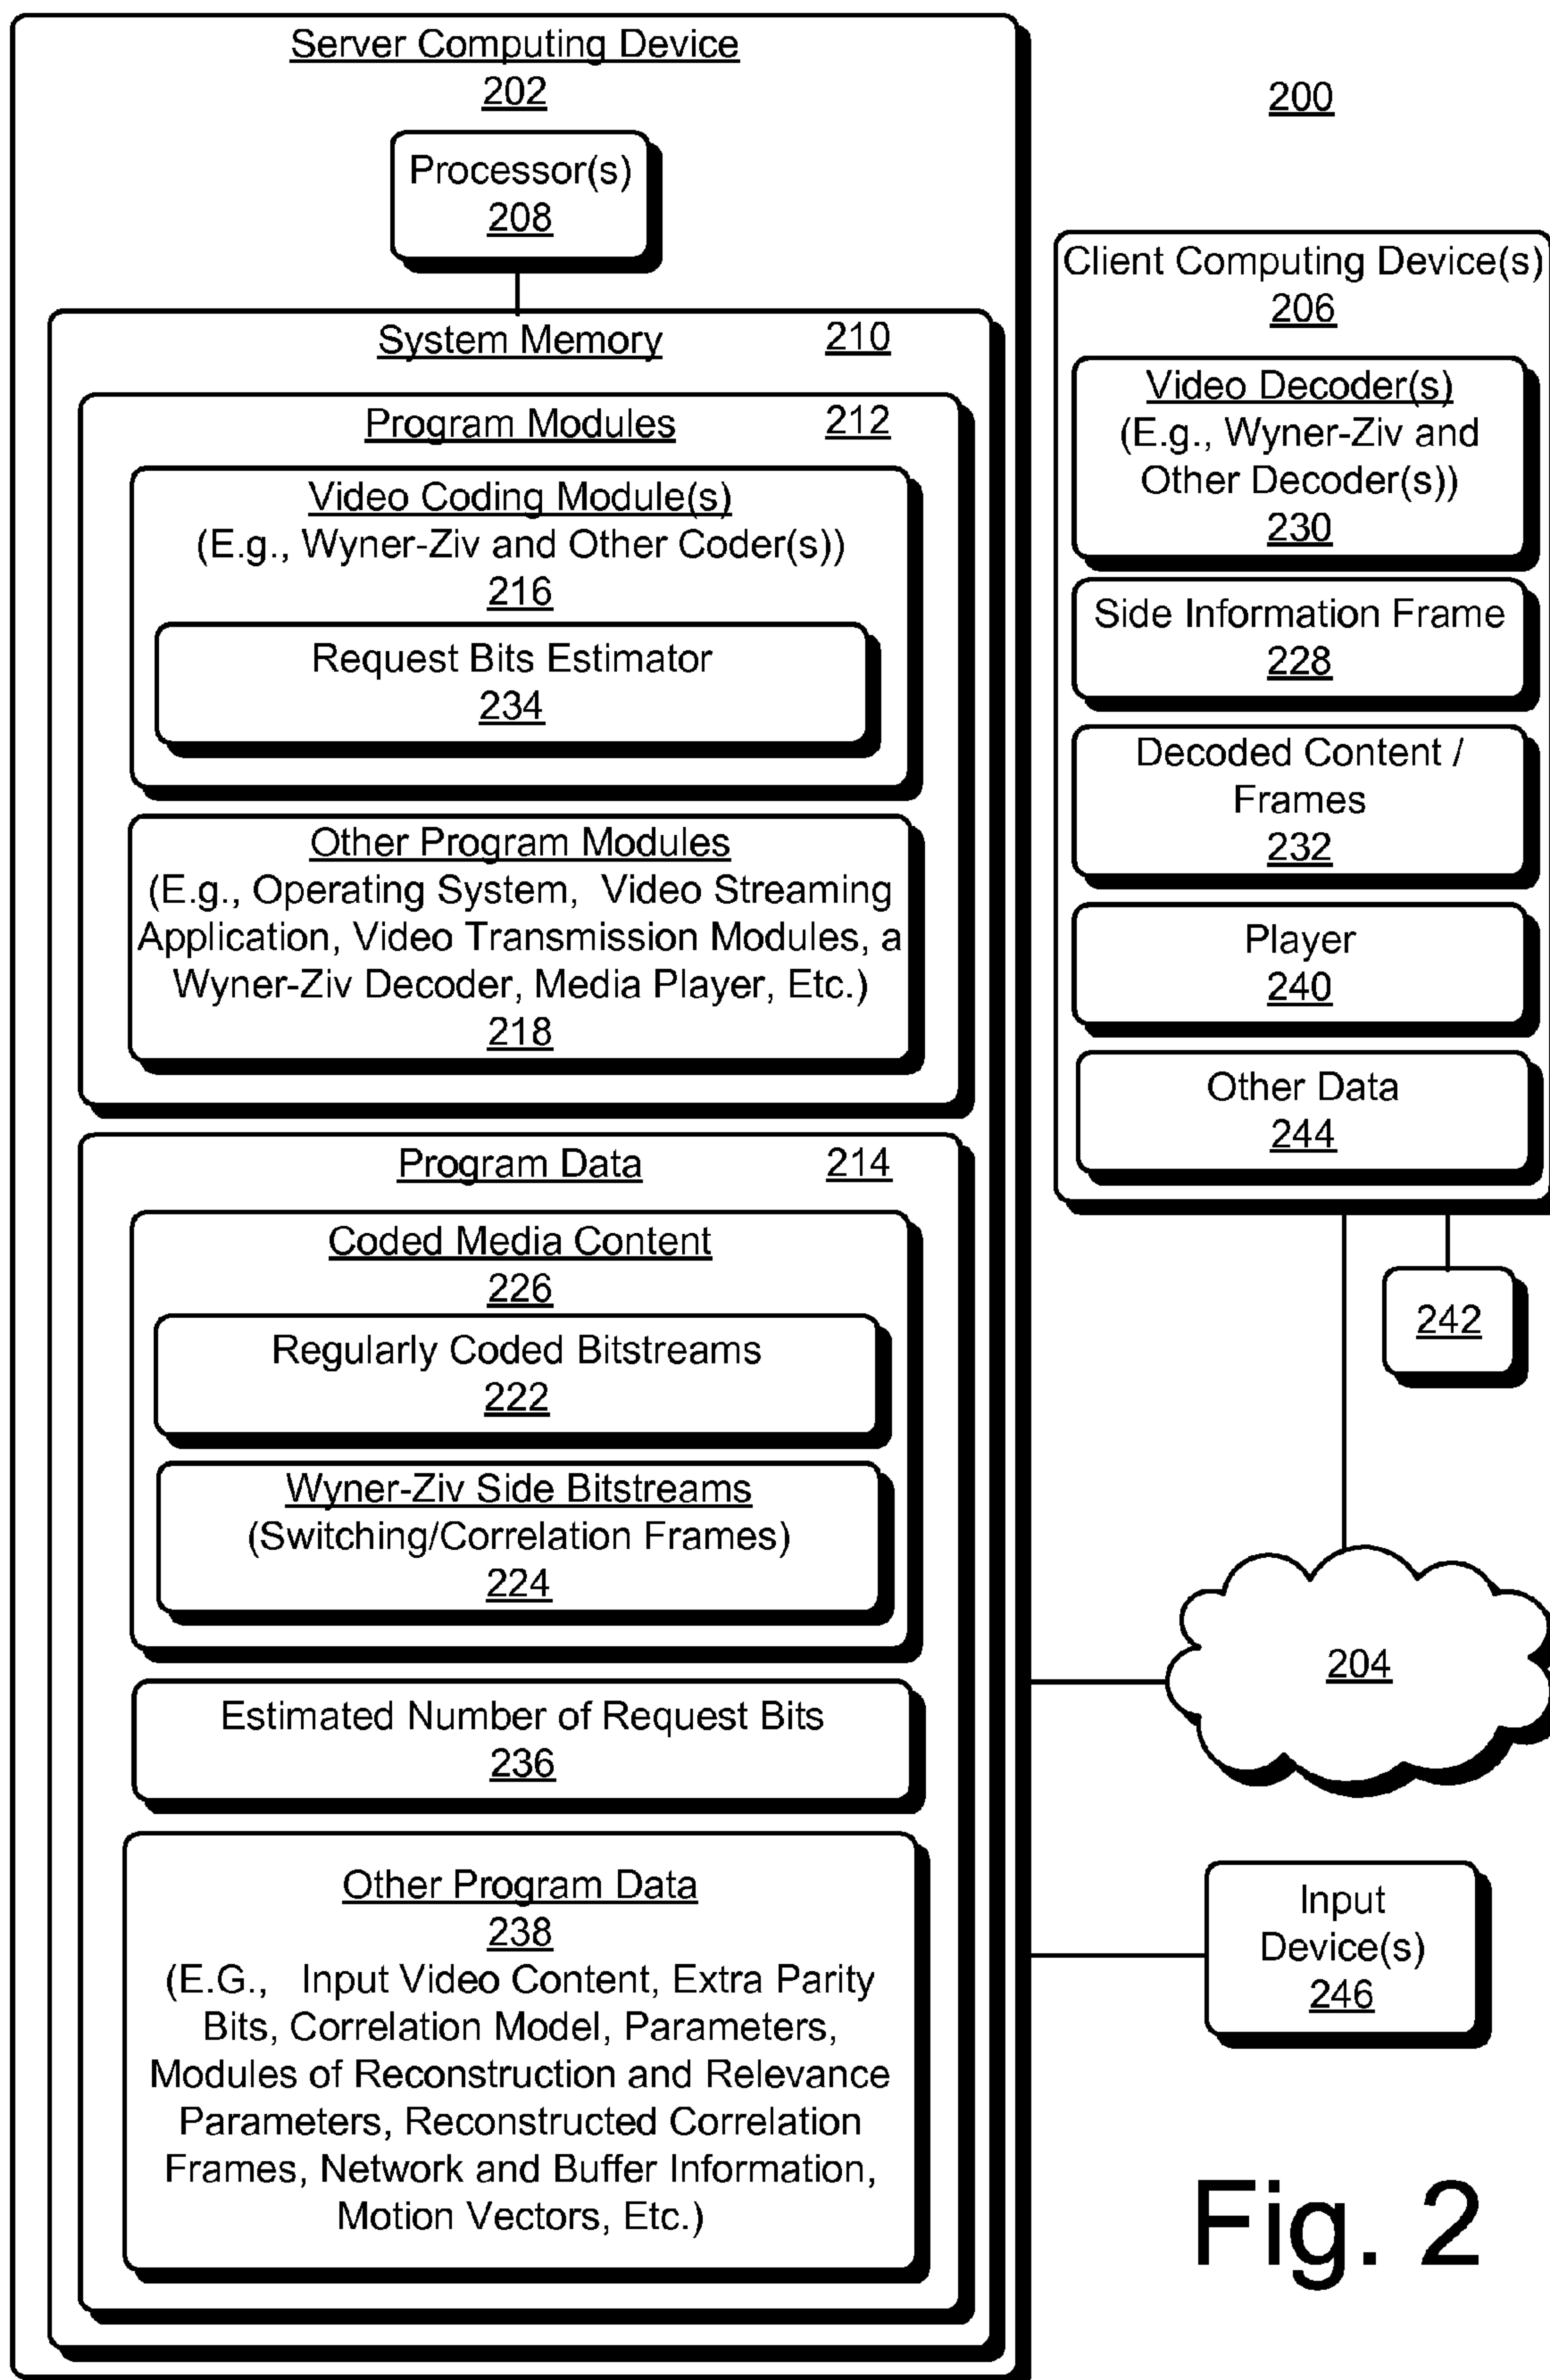 Server Computing Device
202
Processor(s)
208
System Memory 210
Program Modules 212
Video Coding Module(s)
(E.g., Wyner-Ziv and Other Coder(s))
216
Request Bits Estimator
234
Other Program Modules
(E.g., Operating System, Video Streaming
Application, Video Transmission Modules, a
Wyner-Ziv Decoder, Media Player, Etc.)
218
Program Data 214
Coded Media Content
226
Regularly Coded Bitstreams
222
Wyner-Ziv Side Bitstreams
(Switching/Correlation Frames)
224
Estimated Number of Request Bits
236
Other Program Data
238
(E.G., Input Video Content, Extra Parity
Bits, Correlation Model, Parameters,
Modules of Reconstruction and Relevance
Parameters, Reconstructed Correlation
Frames, Network and Buffer Information,
Motion Vectors, Etc.)
200
Client Computing Device(s)
206
Video Decoder(s)
(E.g., Wyner-Ziv and
Other Decoder(s))
230
Side Information Frame
228
Decoded Content /
Frames
232
Player
240
Other Data
244
242
204
Input
Device(s)
246
Fig. 2